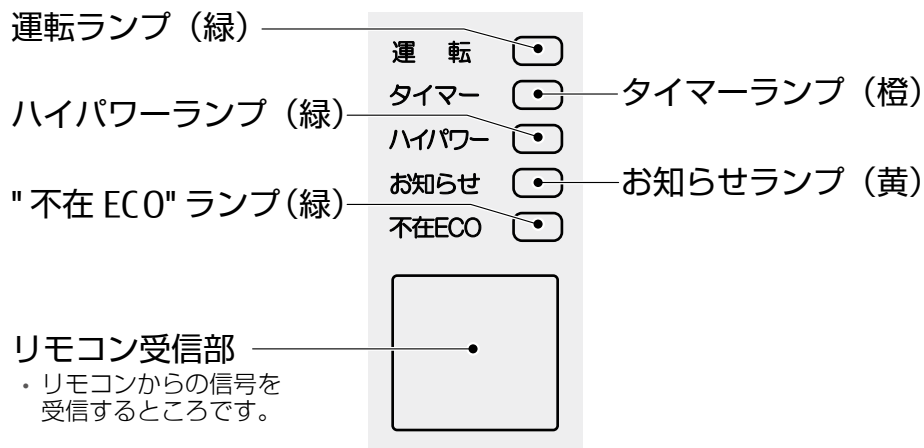 運転ランプ（緑）
運　転
タイマー
タイマーランプ（橙）
ハイパワーランプ（緑）
ハイパワー
お知らせ
お知らせランプ（黄）
"不在 ECO"ランプ（緑）
不在ECO
リモコン受信部
・リモコンからの信号を
受信するところです。